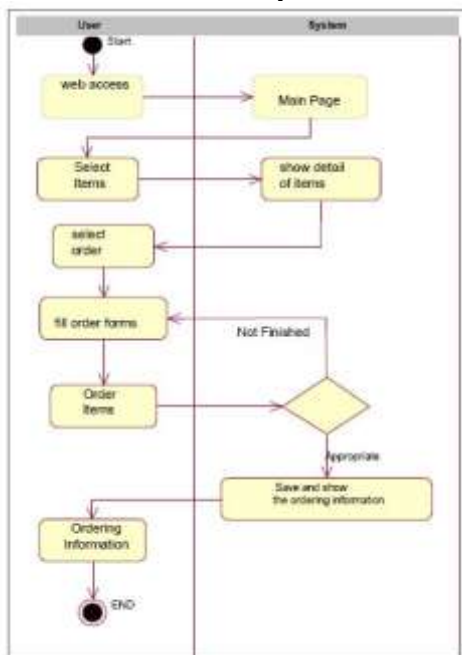 User
System
Start
web access
Main Page
Select
Items
show detail
of items
select
order
fill order forms
Not Finished
Order
Items
Appropriate
Save and show
the ordering information
Ordering
Information
END